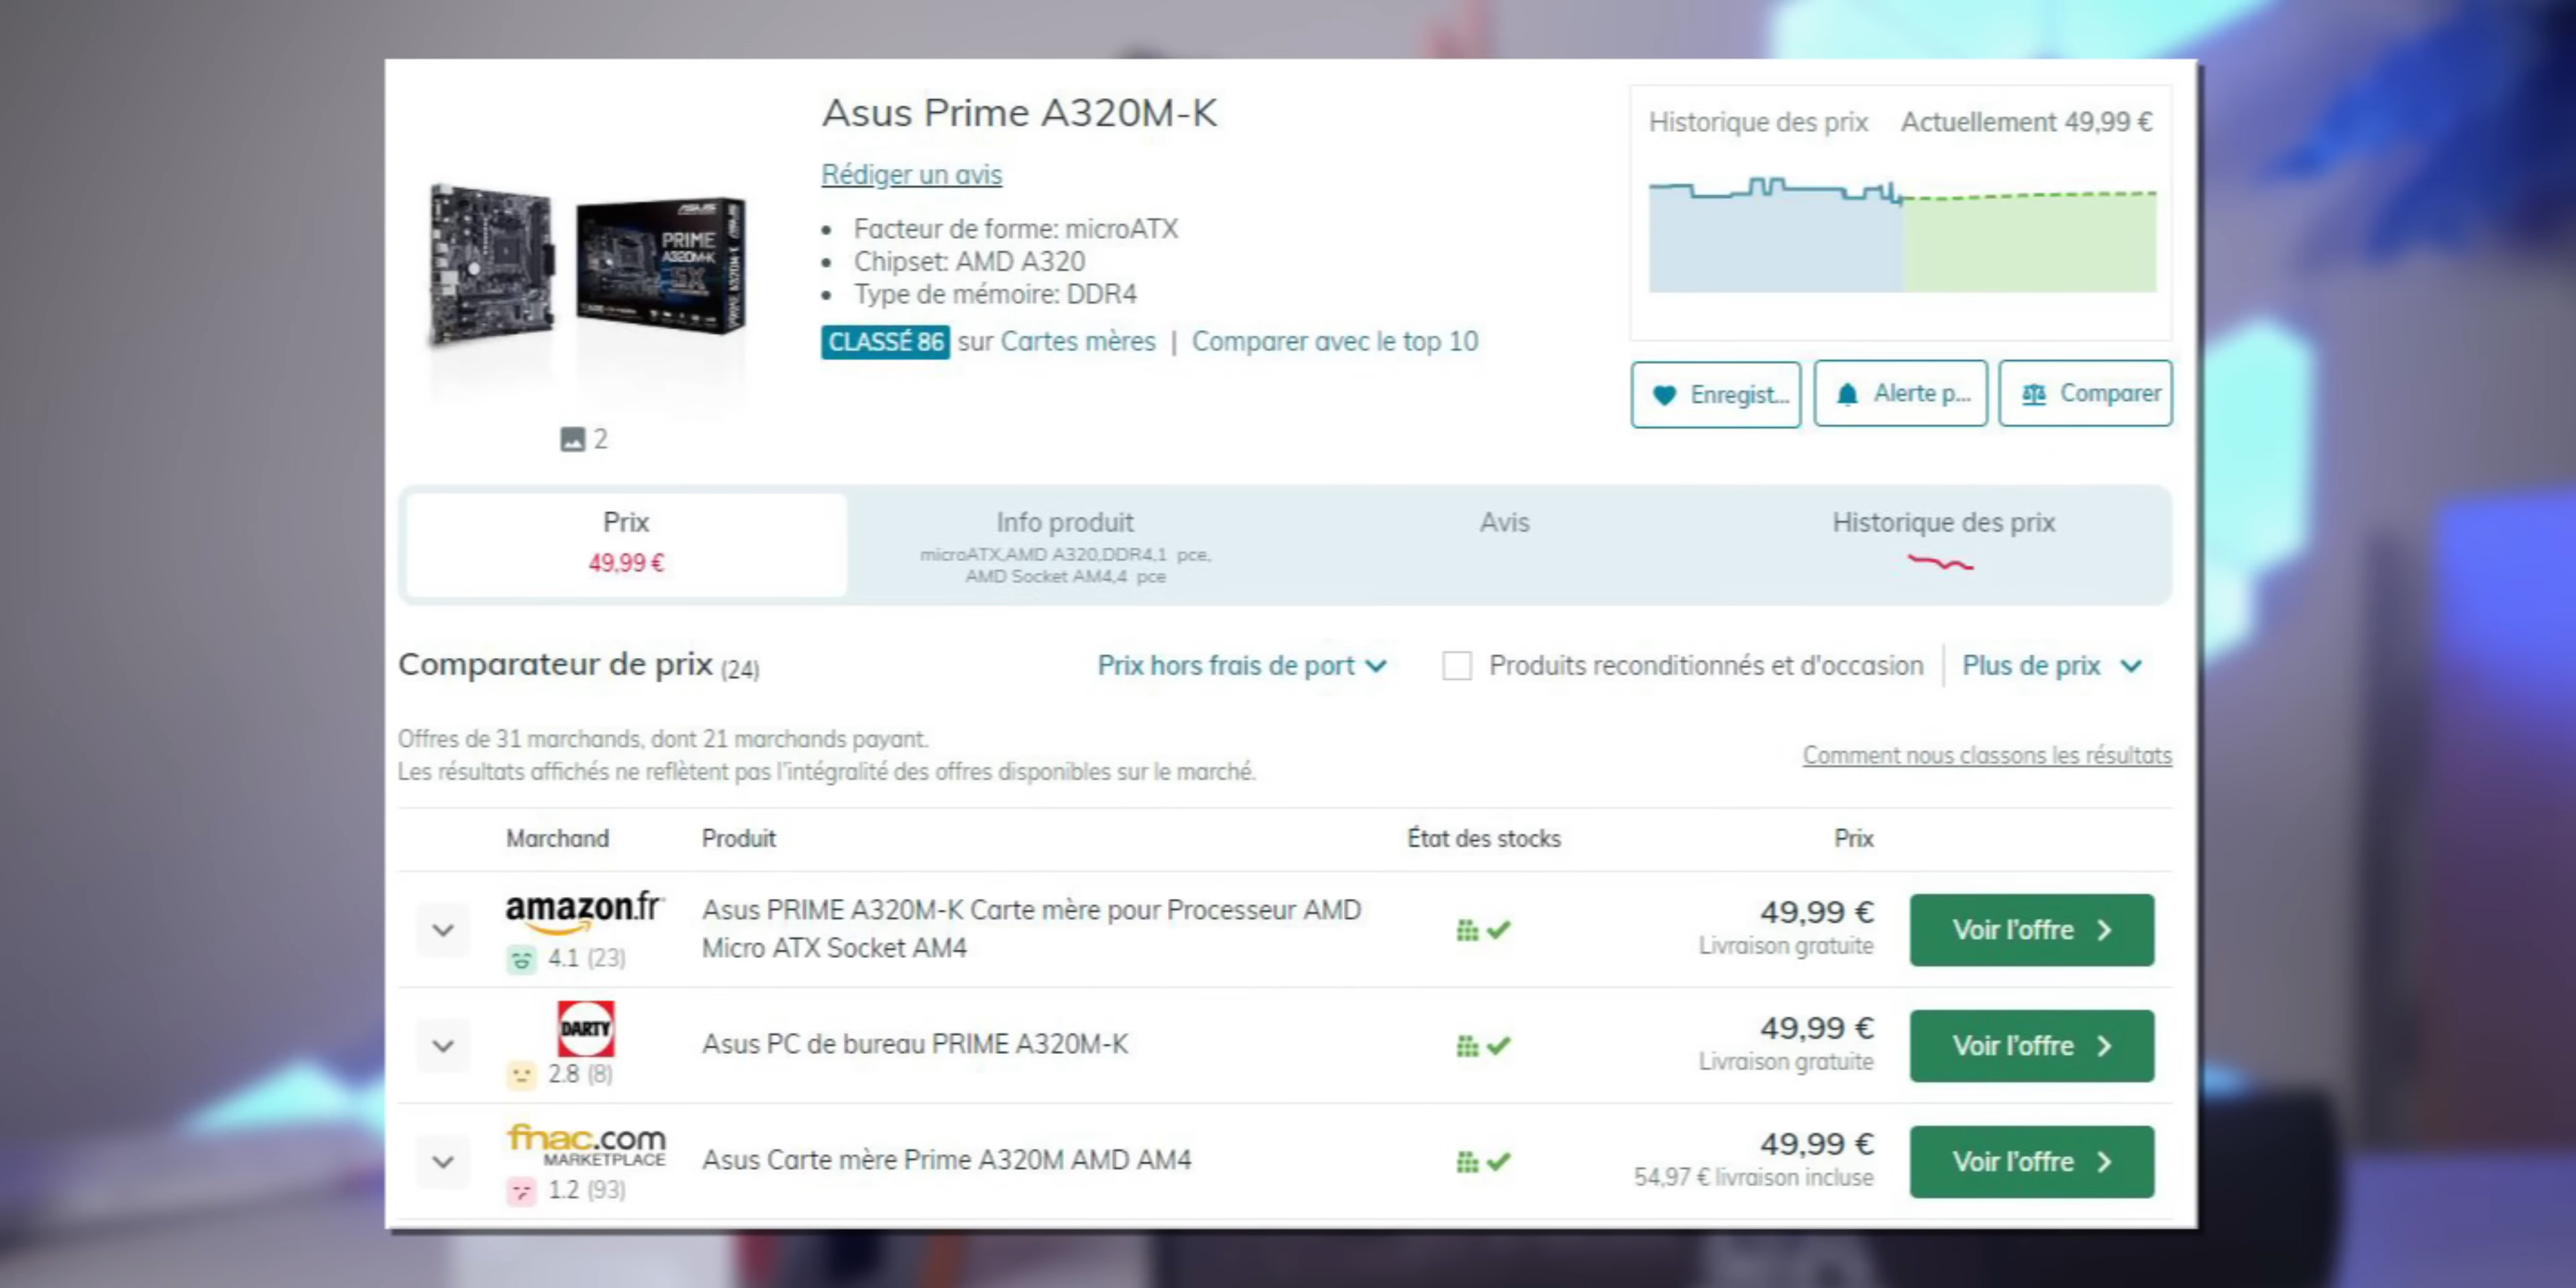 Asus Prime A320M-K
Rédiger un avis
Facteur de forme: microATX
Chipset: AMD A320
Type de mémoire: DDR4
CLASSÉ 86 sur Cartes mères | Comparer avec le top 10
ASUS
PRIME
A320M-K
PRIME A320M-K
2
Historique des prix Actuellement 49,99 €
Enregist... Alerte p... Comparer
Prix
49,99 €
Info produit
microATX,AMD A320,DDR4,1 pce,
AMD Socket AM4,4 pce
Avis
Historique des prix
Comparateur de prix (24)
Prix hors frais de port
Produits reconditionnés et d'occasion
Plus de prix
Offres de 31 marchands, dont 21 marchands payant.
Les résultats affichés ne reflètent pas l'intégralité des offres disponibles sur le marché.
Comment nous classons les résultats
Marchand Produit État des stocks Prix
amazon.fr
4.1 (23)
Asus PRIME A320M-K Carte mère pour Processeur AMD
Micro ATX Socket AM4
49,99 €
Livraison gratuite
Voir l'offre
DARTY
2.8 (8)
Asus PC de bureau PRIME A320M-K
49,99 €
Livraison gratuite
Voir l'offre
fnac.com
MARKETPLACE
1.2 (93)
Asus Carte mère Prime A320M AMD AM4
49,99 €
54,97 € livraison incluse
Voir l'offre